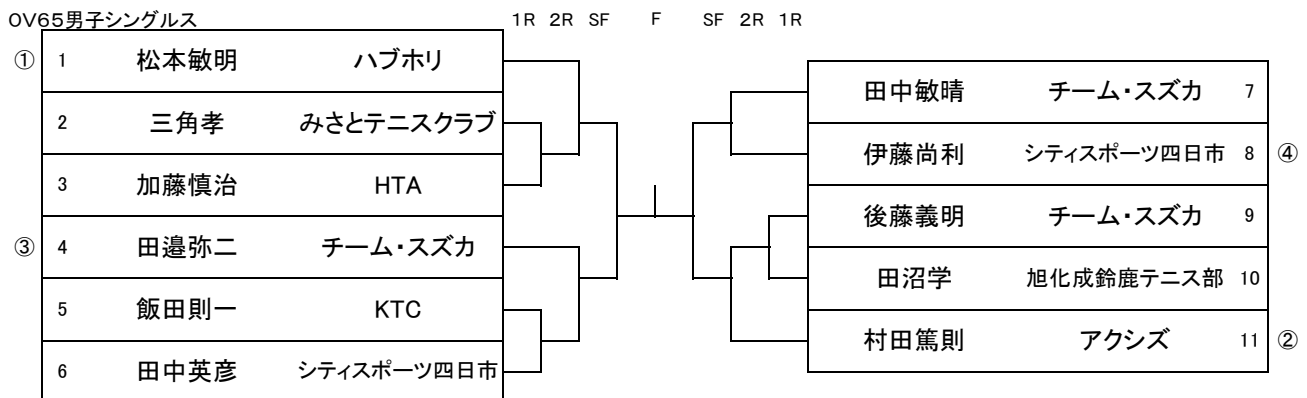 OV65男子シングルス 1R 2R SF F SF 2R 1R
① 1 松本敏明 ハブホリ
2 三角孝 みさとテニスクラブ
3 加藤慎治 HTA
③ 4 田邉弥二 チーム・スズカ
5 飯田則一 KTC
6 田中英彦 シティスポーツ四日市
田中敏晴 チーム・スズカ 7
伊藤尚利 シティスポーツ四日市 8 ④
後藤義明 チーム・スズカ 9
田沼学 旭化成鈴鹿テニス部 10
村田篤則 アクシズ 11 ②